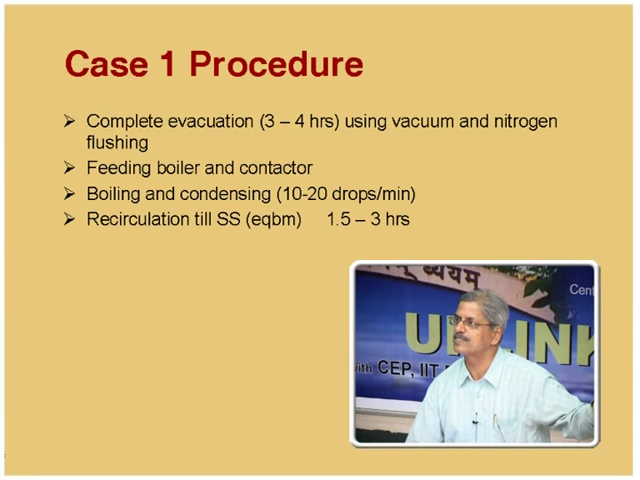 Case 1 Procedure
➢ Complete evacuation (3 – 4 hrs) using vacuum and nitrogen
flushing
➢ Feeding boiler and contactor
➢ Boiling and condensing (10-20 drops/min)
➢ Recirculation till SS (eqbm) 1.5 – 3 hrs
ध्येयम्
Cent
with CEP, IIT